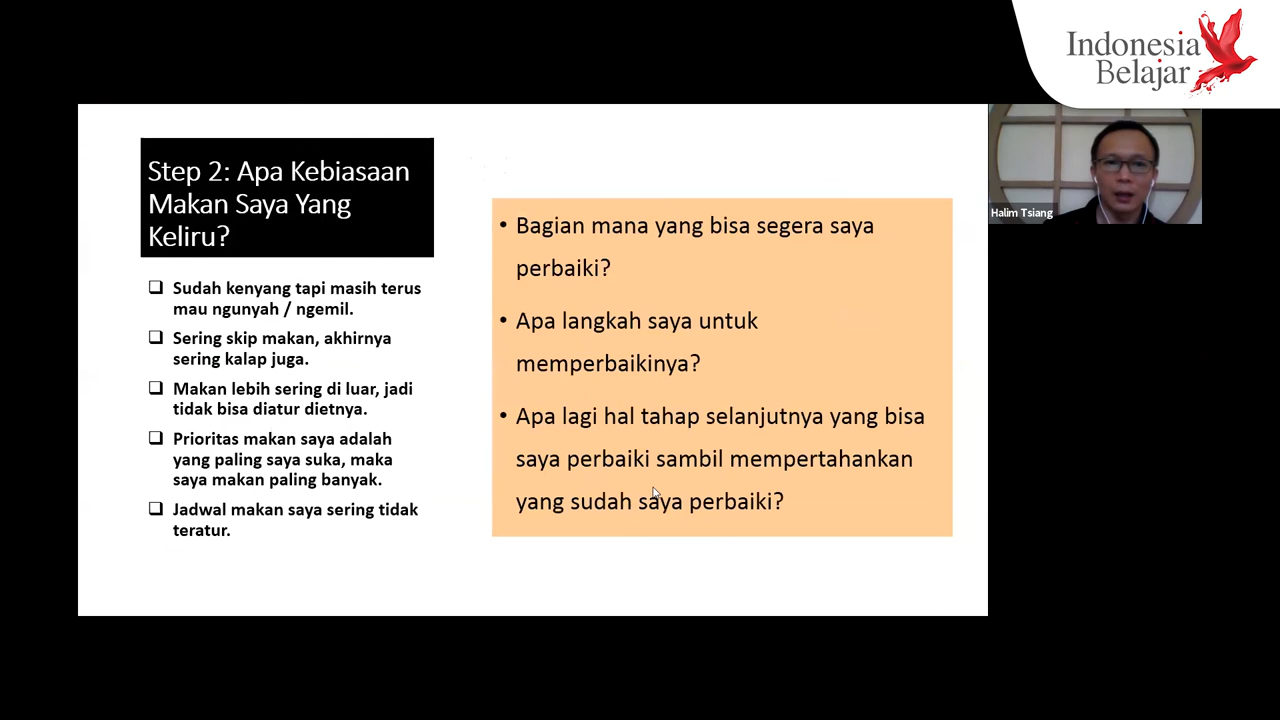 Indonesia
Belajar
Step 2: Apa Kebiasaan
Makan Saya Yang
Keliru?
Sudah kenyang tapi masih terus
mau ngunyah / ngemil.
Sering skip makan, akhirnya
sering kalap juga.
Makan lebih sering di luar, jadi
tidak bisa diatur dietnya.
Prioritas makan saya adalah
yang paling saya suka, maka
saya makan paling banyak.
Jadwal makan saya sering tidak
teratur.
• Bagian mana yang bisa segera saya
perbaiki?
• Apa langkah saya untuk
memperbaikinya?
• Apa lagi hal tahap selanjutnya yang bisa
saya perbaiki sambil mempertahankan
yang sudah saya perbaiki?
Halim Tsiang